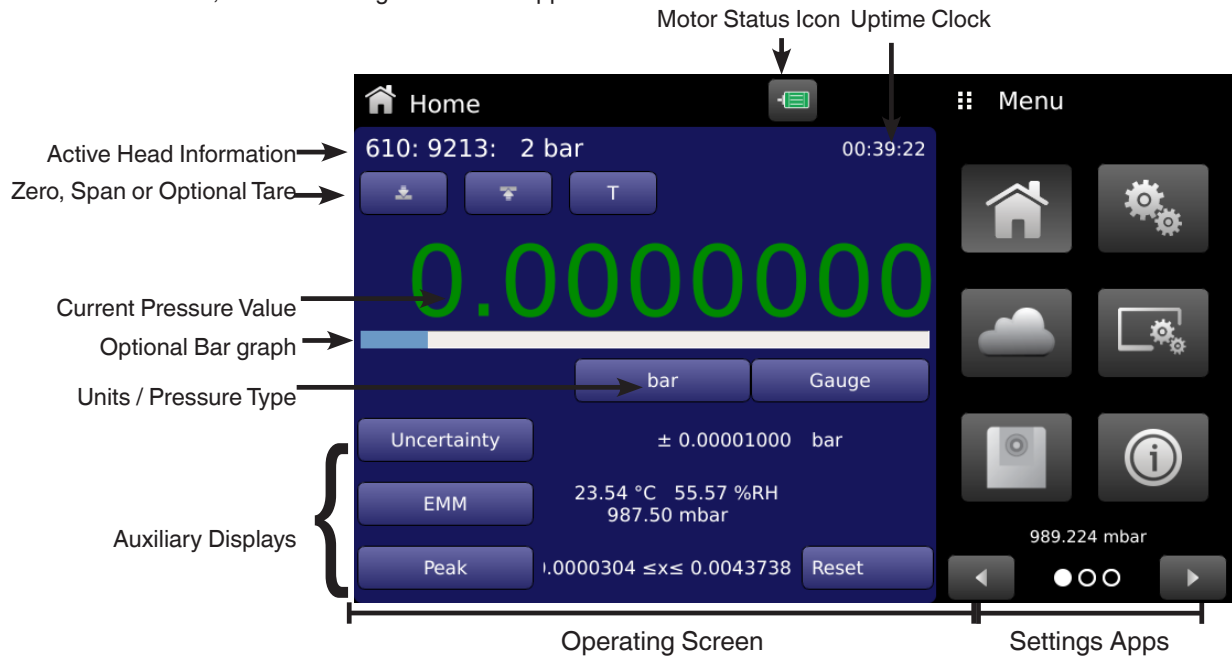 Motor Status Icon Uptime Clock
Home
Menu
Active Head Information
610: 9213: 2 bar
00:39:22
Zero, Span or Optional Tare
T
0.0000000
Current Pressure Value
Optional Bar graph
bar
Gauge
Units / Pressure Type
Uncertainty
± 0.00001000 bar
EMM
23.54 °C 55.57 %RH
987.50 mbar
Auxiliary Displays
989.224 mbar
Peak
.0000304 ≤x≤ 0.0043738
Reset
Operating Screen
Settings Apps